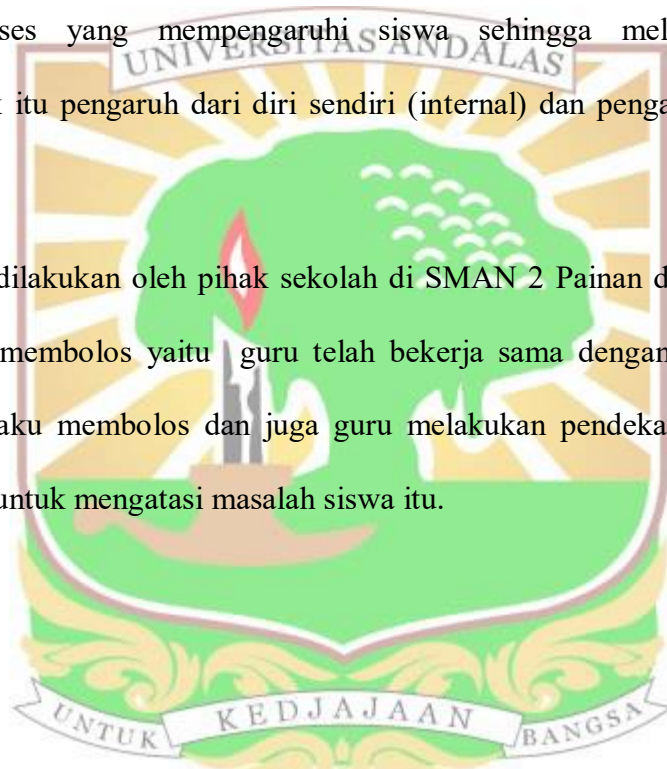 ses yang mempengaruhi siswa sehingga mel
UNIVERSITAS ANDALAS
itu pengaruh dari diri sendiri (internal) dan penga
dilakukan oleh pihak sekolah di SMAN 2 Painan d
membolos yaitu guru telah bekerja sama dengan
aku membolos dan juga guru melakukan pendeka
untuk mengatasi masalah siswa itu.
UNTUK KEDJAJAAN BANGSA